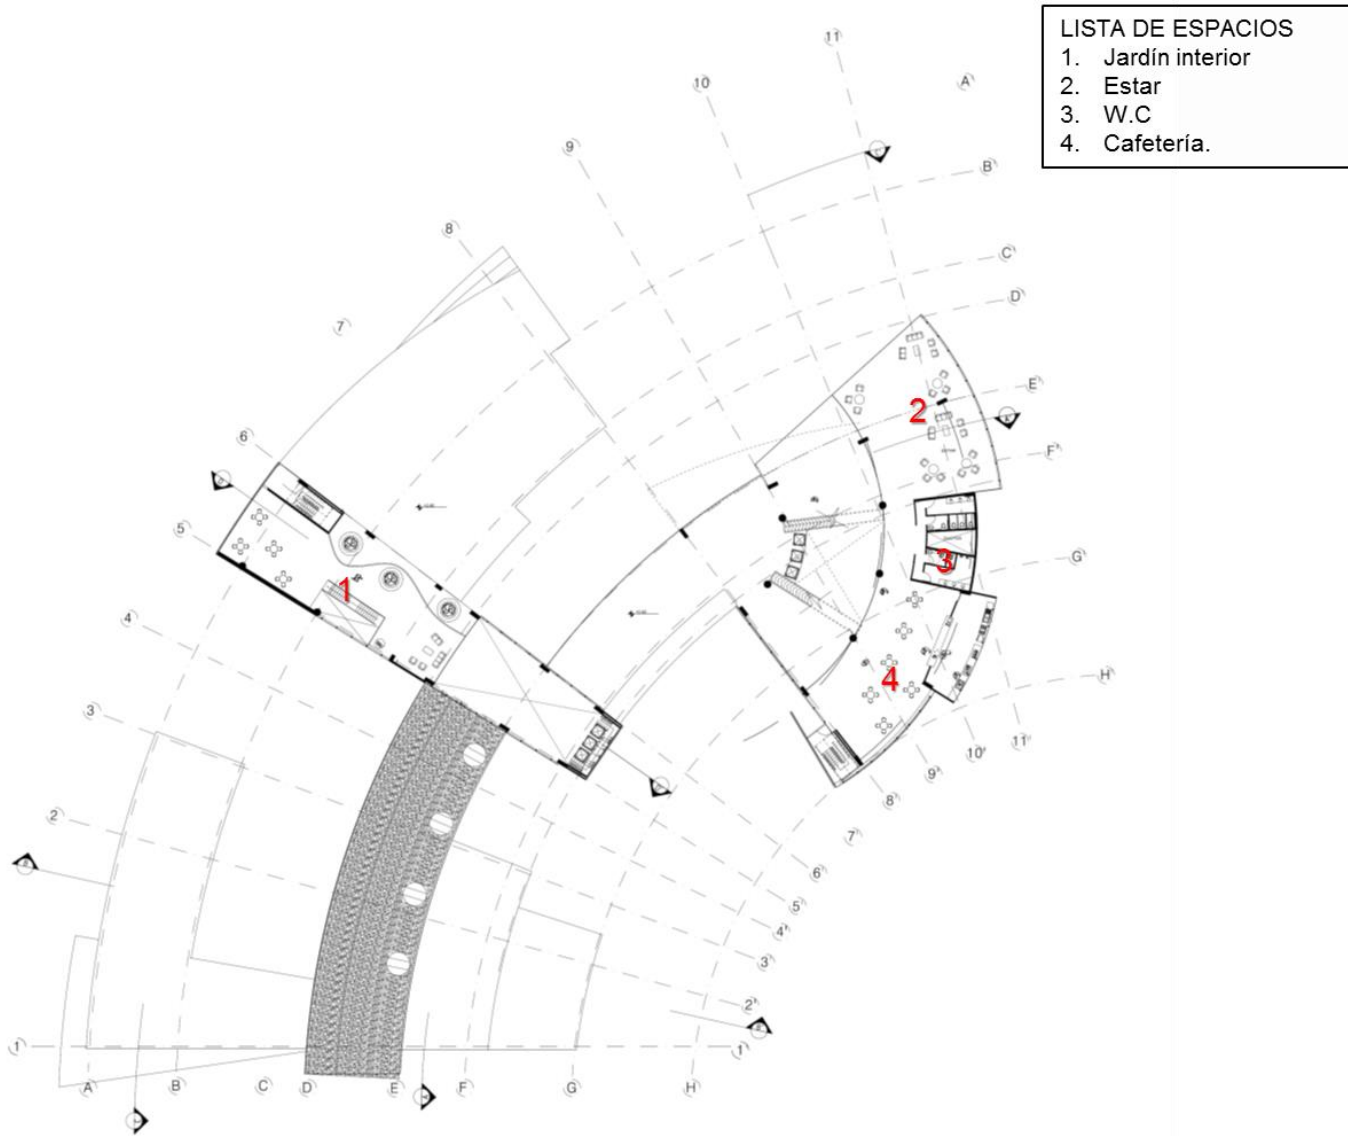 LISTA DE ESPACIOS
1. Jardín interior
2. Estar
3. W.C
4. Cafetería.
11
10
A'
9
B'
8
C'
D'
7
E'
2
6
F'
5
3
G'
1
4
H'
4
3
11'
10'
9'
8'
2
7'
6'
5'
4'
3'
2'
1
1'
A
B
C
D
E
F
G
H